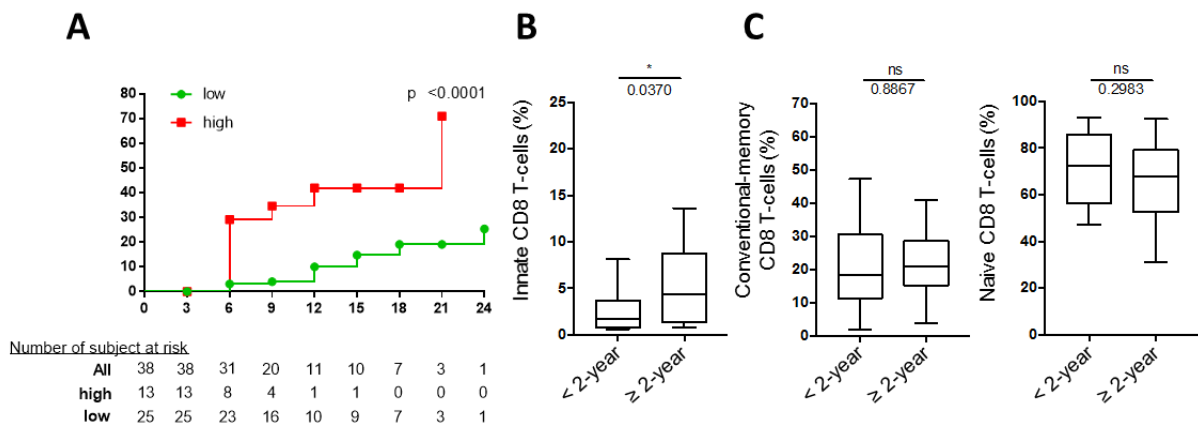 A
low
high
p <0.0001
80
70
60
50
40
30
20
10
0
0 3 6 9 12 15 18 21 24
Number of subject at risk
All 38 38 31 20 11 10 7 3 1
high 13 13 8 4 1 1 0 0 0
low 25 25 23 16 10 9 7 3 1
B
*
0.0370
Innate CD8 T-cells (%)
25
20
15
10
5
0
< 2-year
≥ 2-year
C
ns
0.8867
Conventional-memory
CD8 T-cells (%)
70
60
50
40
30
20
10
0
< 2-year
≥ 2-year
ns
0.2983
Naive CD8 T-cells (%)
100
80
60
40
20
0
< 2-year
≥ 2-year